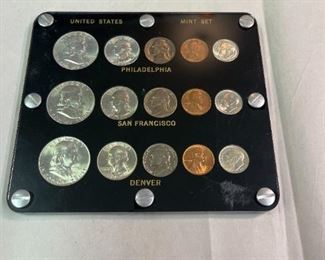 UNITED STATES MINT SET
PHILADELPHIA
SAN FRANCISCO
DENVER